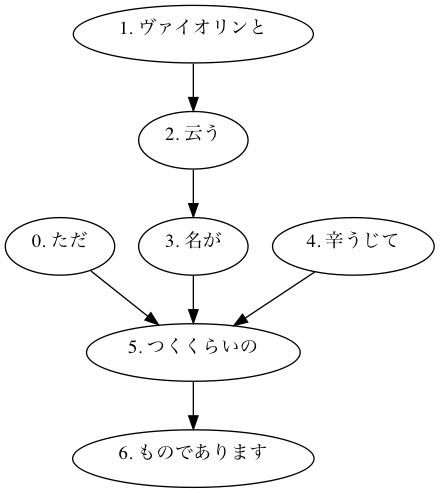 1. ヴァイオリンと
2. 云う
0. ただ
3. 名が
4. 辛うじて
5. つくくらいの
6. ものであります